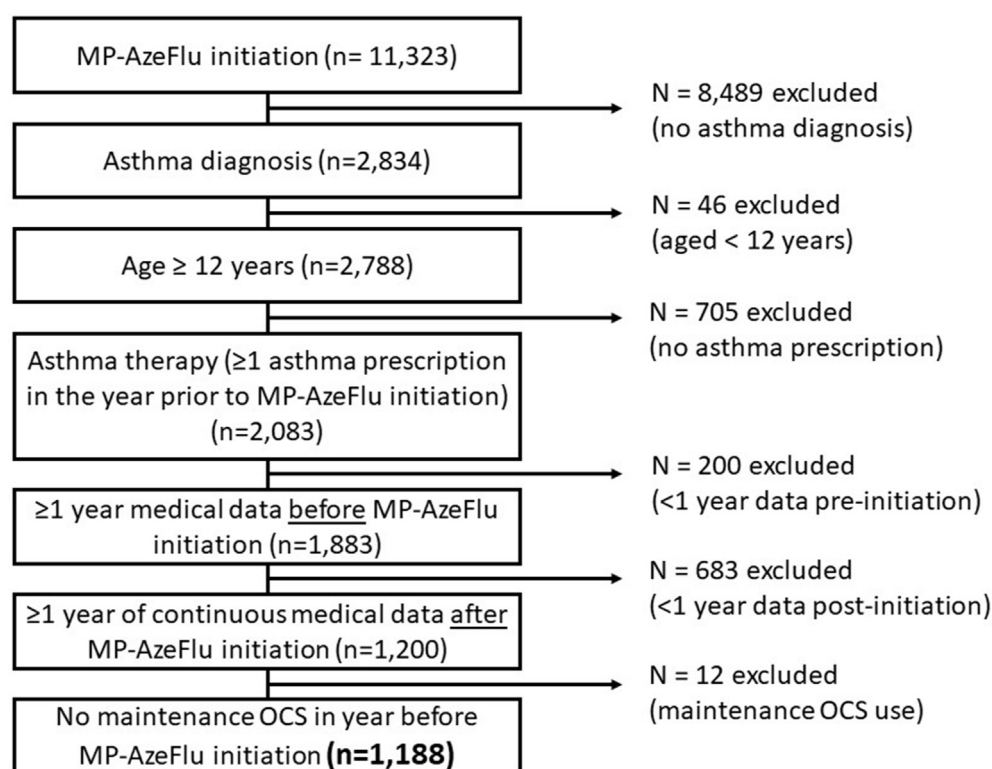 MP-AzeFlu initiation (n= 11,323)
N = 8,489 excluded
(no asthma diagnosis)
Asthma diagnosis (n=2,834)
N = 46 excluded
(aged < 12 years)
Age ≥ 12 years (n=2,788)
N = 705 excluded
(no asthma prescription)
Asthma therapy (≥1 asthma prescription
in the year prior to MP-AzeFlu initiation)
(n=2,083)
N = 200 excluded
(<1 year data pre-initiation)
≥1 year medical data before MP-AzeFlu
initiation (n=1,883)
N = 683 excluded
(<1 year data post-initiation)
≥1 year of continuous medical data after
MP-AzeFlu initiation (n=1,200)
N = 12 excluded
(maintenance OCS use)
No maintenance OCS in year before
MP-AzeFlu initiation (n=1,188)